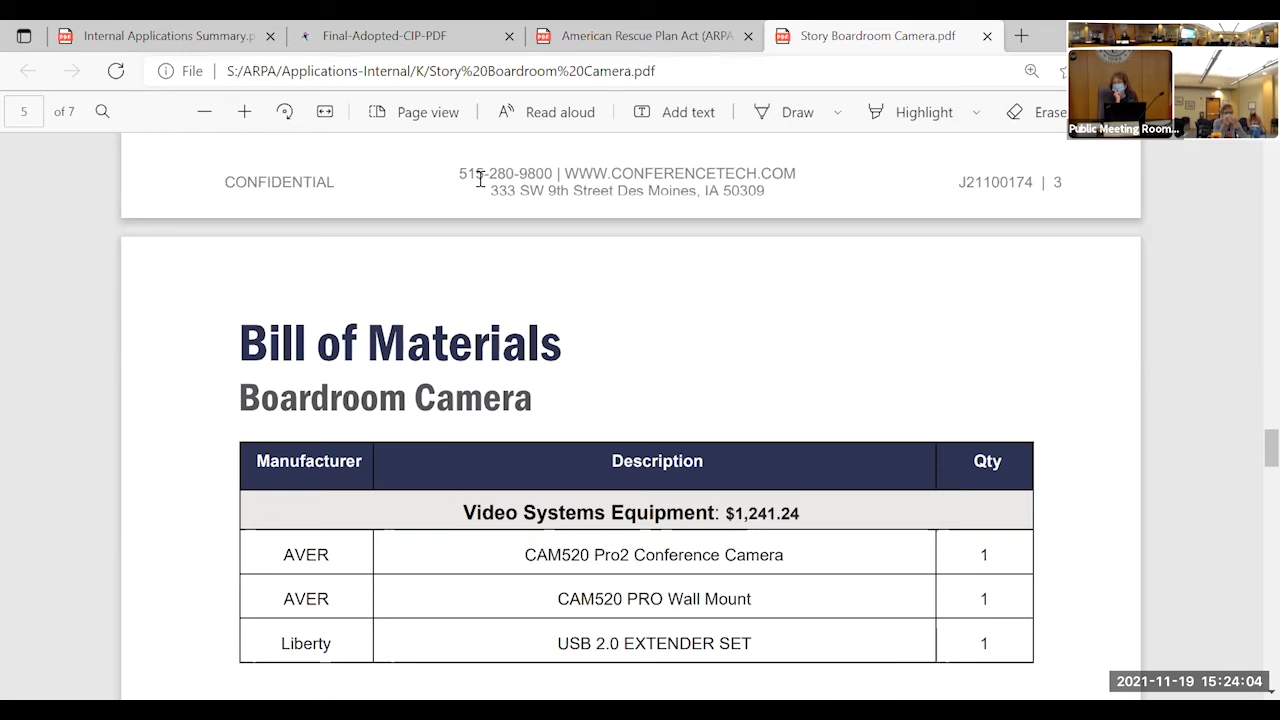 Internal Applications Summary.p
Final-Adopted-CIP-PDF
American Rescue Plan Act (ARPA
Story Boardroom Camera.pdf
File
S:/ARPA/Applications-Internal/K/Story%20Boardroom%20Camera.pdf
5 of 7
Page view
Read aloud
Add text
Draw
Highlight
Erase
Public Meeting Room...
CONFIDENTIAL
515-280-9800 | WWW.CONFERENCETECH.COM
333 SW 9th Street Des Moines, IA 50309
J21100174 | 3
Bill of Materials
Boardroom Camera
Manufacturer Description Qty
Video Systems Equipment: $1,241.24
AVER CAM520 Pro2 Conference Camera 1
AVER CAM520 PRO Wall Mount 1
Liberty USB 2.0 EXTENDER SET 1
2021-11-19 15:24:04